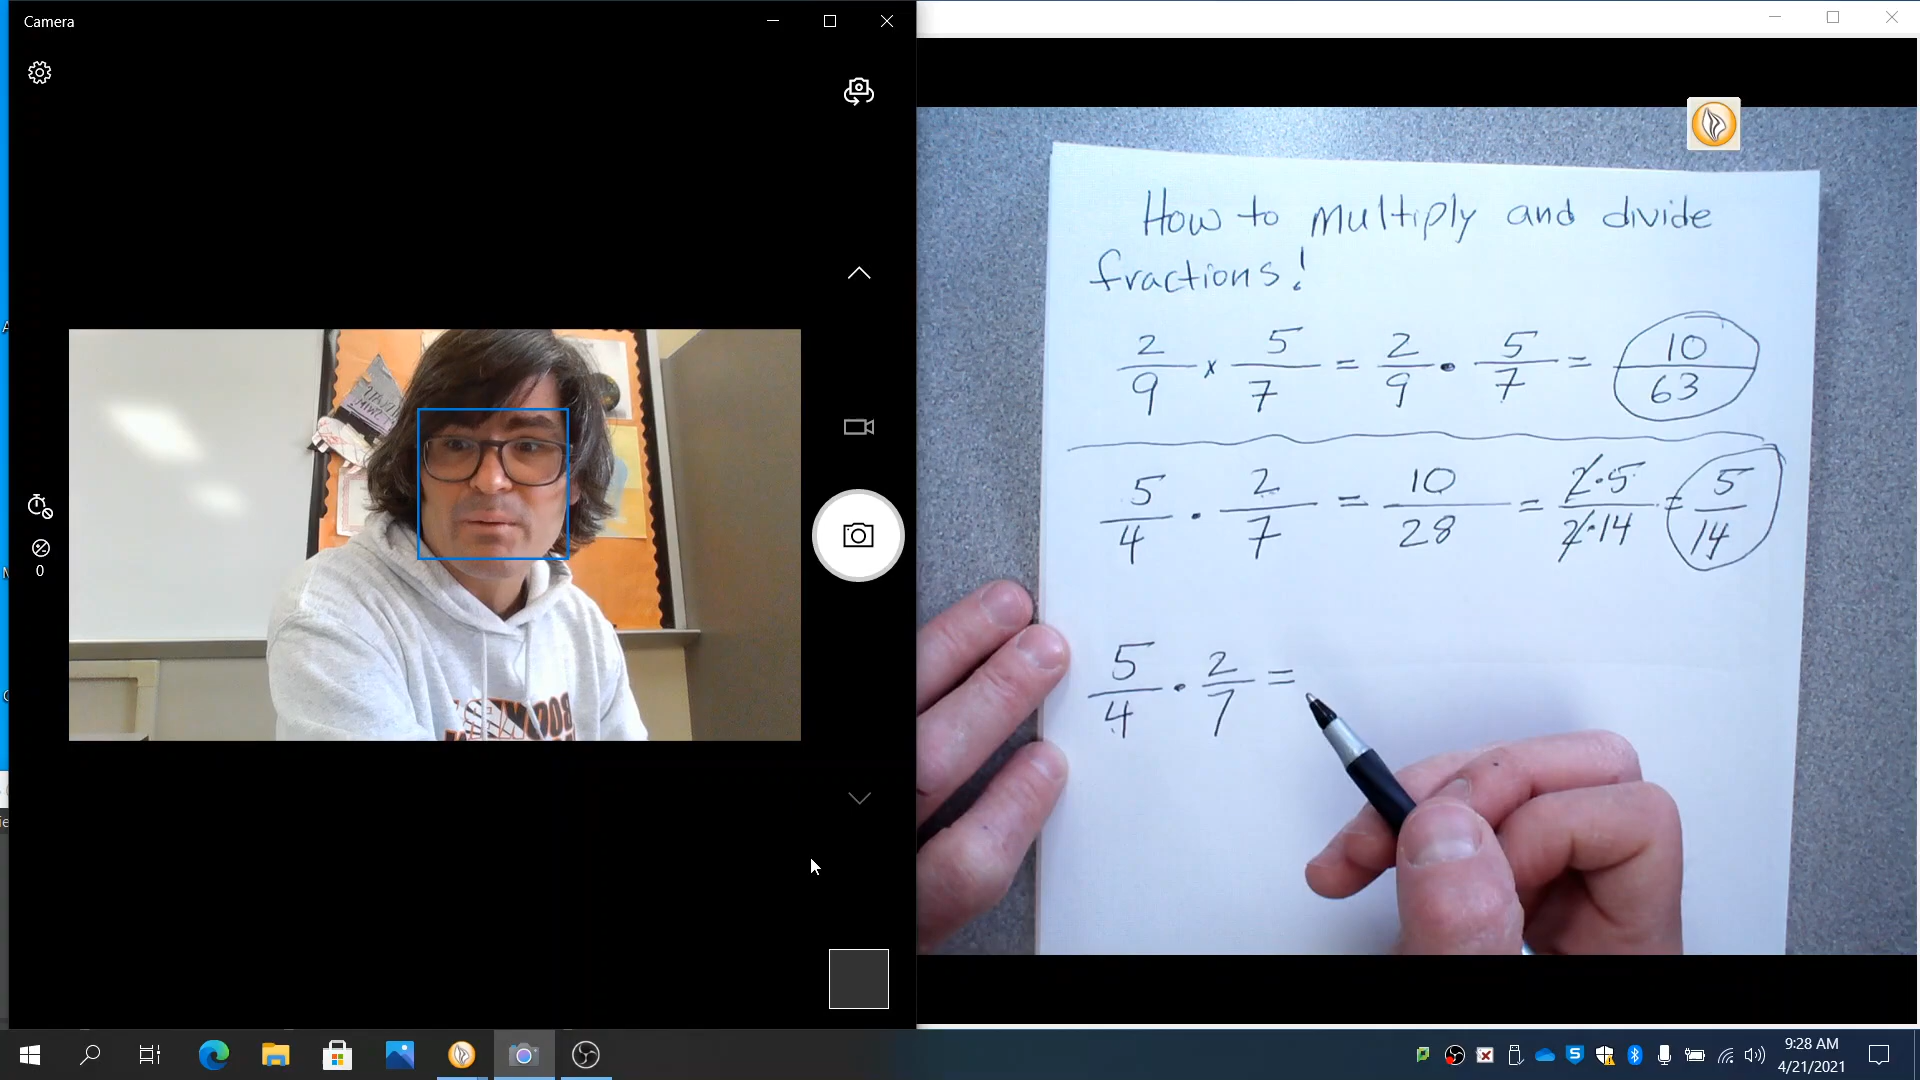 Camera
0
How to multiply and divide
fractions!
2/9 x 5/7 = 2/9 · 5/7 = 10/63
5/4 · 2/7 = 10/28 = 2·5/2·14 = 5/14
5/4 · 2/7 =
9:28 AM
4/21/2021